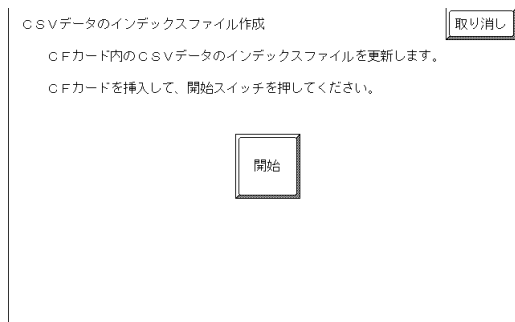 ＣＳＶデータのインデックスファイル作成
取り消し
ＣＦカード内のＣＳＶデータのインデックスファイルを更新します。
ＣＦカードを挿入して、開始スイッチを押してください。
開始